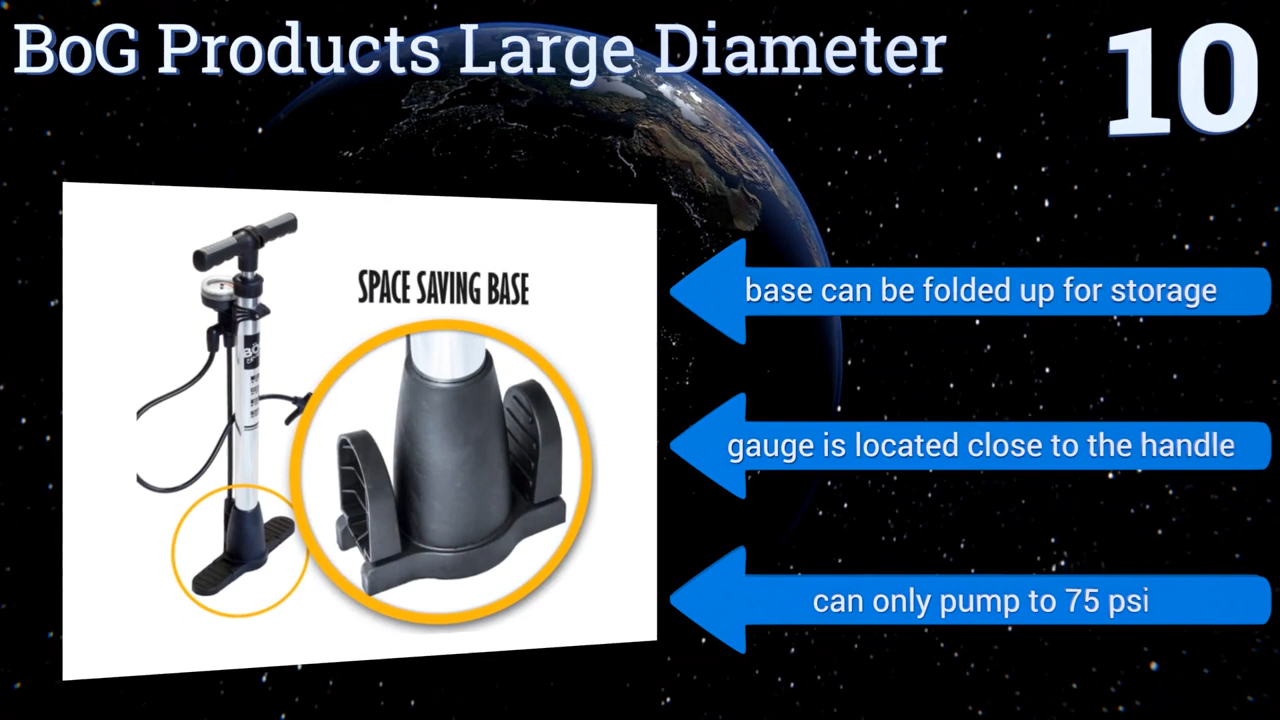 BoG Products Large Diameter
10
SPACE SAVING BASE
base can be folded up for storage
gauge is located close to the handle
can only pump to 75 psi